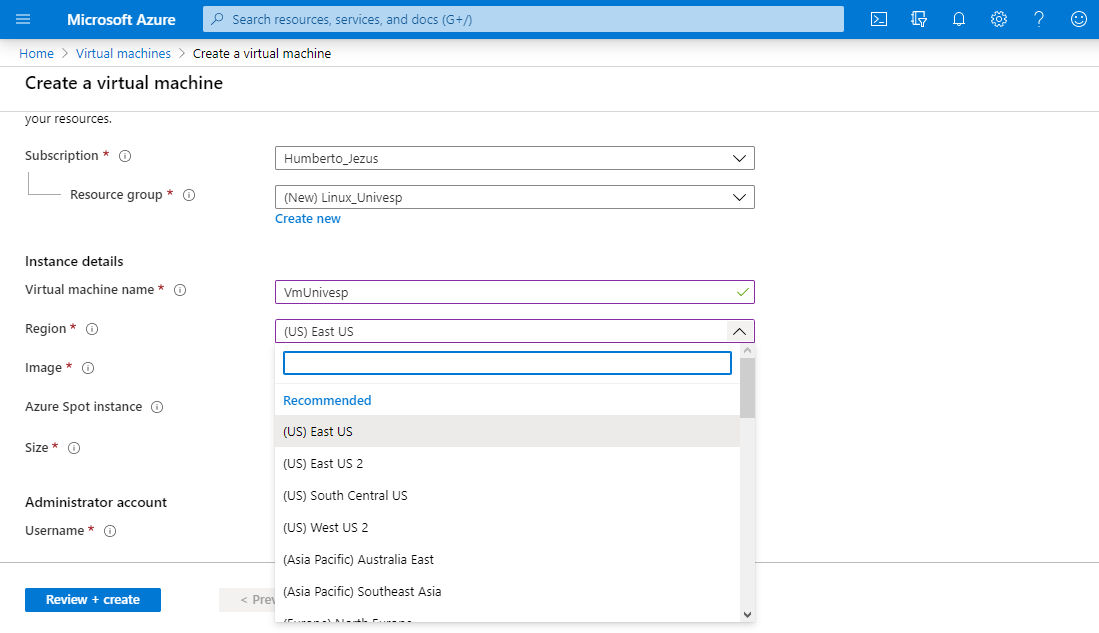 Microsoft Azure
Search resources, services, and docs (G+/)
Home > Virtual machines > Create a virtual machine
Create a virtual machine
your resources.
Subscription *
Humberto_Jezus
Resource group *
(New) Linux_Univesp
Create new
Instance details
Virtual machine name *
VmUnivesp
Region *
(US) East US
Image *
Azure Spot instance
Size *
Administrator account
Username *
Recommended
(US) East US
(US) East US 2
(US) South Central US
(US) West US 2
(Asia Pacific) Australia East
(Asia Pacific) Southeast Asia
(Europe) North Europe
Review + create
< Prev